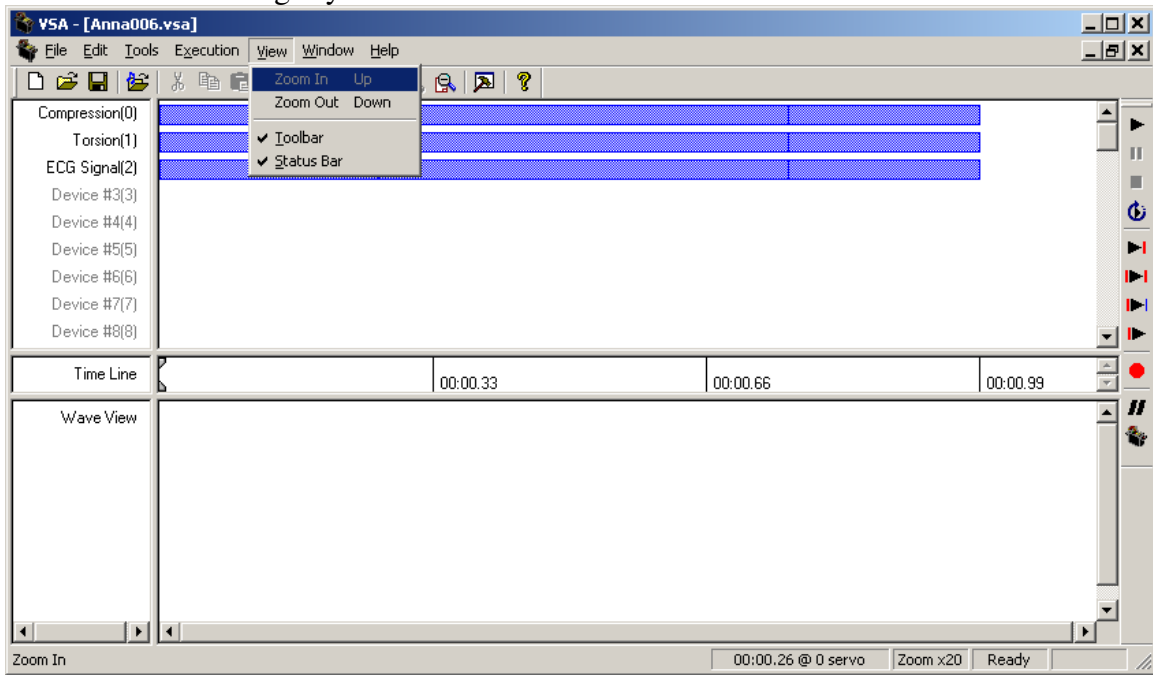 VSA - [Anna006.vsa]
File Edit Tools Execution View Window Help
Zoom In Up
Zoom Out Down
Toolbar
Status Bar
Compression(0)
Torsion(1)
ECG Signal(2)
Device #3(3)
Device #4(4)
Device #5(5)
Device #6(6)
Device #7(7)
Device #8(8)
Time Line 00:00.33 00:00.66 00:00.99
Wave View
Zoom In 00:00.26 @ 0 servo Zoom x20 Ready